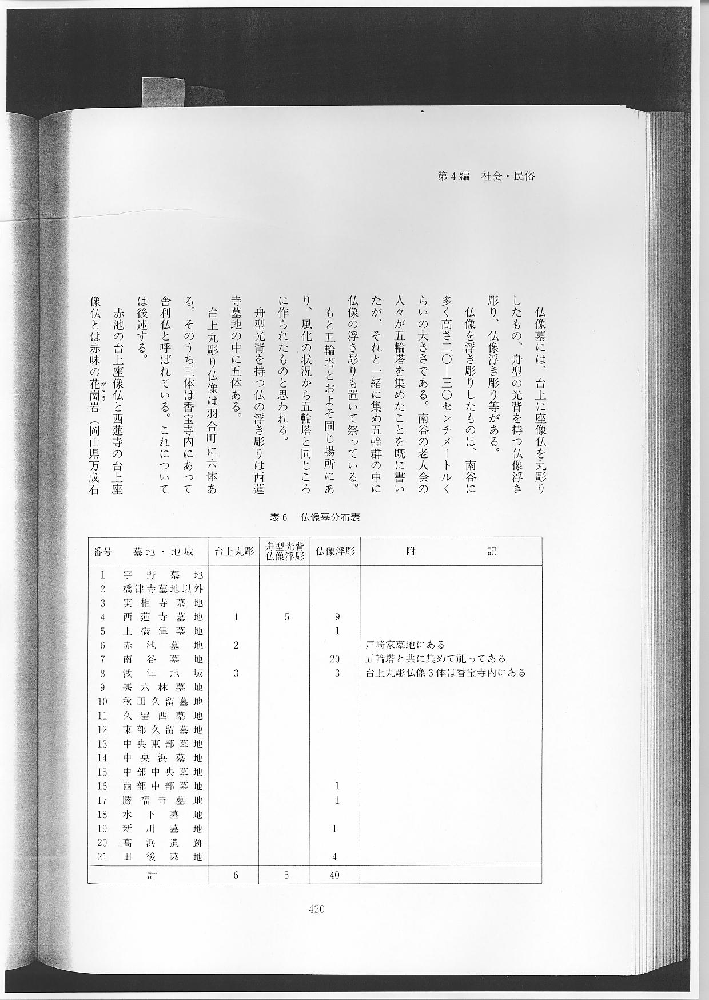 第4編　社会・民俗
　仏像墓には、台上に座像仏を丸彫り
したもの、舟型の光背を持つ仏像浮き
彫り、仏像浮き彫り等がある。
　仏像を浮き彫りしたものは、南谷に
多く高さ二〇―三〇センチメートルく
らいの大きさである。南谷の老人会の
人々が五輪塔を集めたことを既に書い
たが、それと一緒に集め五輪群の中に
仏像の浮き彫りも置いて祭っている。
　もと五輪塔とおよそ同じ場所にあ
り、風化の状況から五輪塔と同じころ
に作られたものと思われる。
　舟型光背を持つ仏の浮き彫りは西蓮
寺墓地の中に五体ある。
　台上丸彫り仏像は羽合町に六体あ
る。そのうち三体は香宝寺内にあって
舎利仏と呼ばれている。これについて
は後述する。
　赤池の台上座像仏と西蓮寺の台上座
像仏とは赤味の花崗岩（岡山県万成石
かこう
表6　仏像墓分布表
番号　墓地・地域　台上丸彫　舟型光背仏像浮彫　仏像浮彫　附記
1　宇野墓地
2　橋津寺墓地以外
3　実相寺墓地
4　西蓮寺墓地　1　5　9
5　上橋津墓地　1
6　赤池墓地　2　戸崎家墓地にある
7　南谷墓地　20　五輪塔と共に集めて祀ってある
8　浅津地域　3　3　台上丸彫仏像3体は香宝寺内にある
9　甚六林墓地
10　秋田久留墓地
11　久留西墓地
12　東部久留墓地
13　中央東部墓地
14　中央浜墓地
15　中部中央墓地
16　西部中部墓地　1
17　勝福寺墓地　1
18　水下墓地
19　新川墓地　1
20　高浜遺跡
21　田後墓地　4
計　6　5　40
420